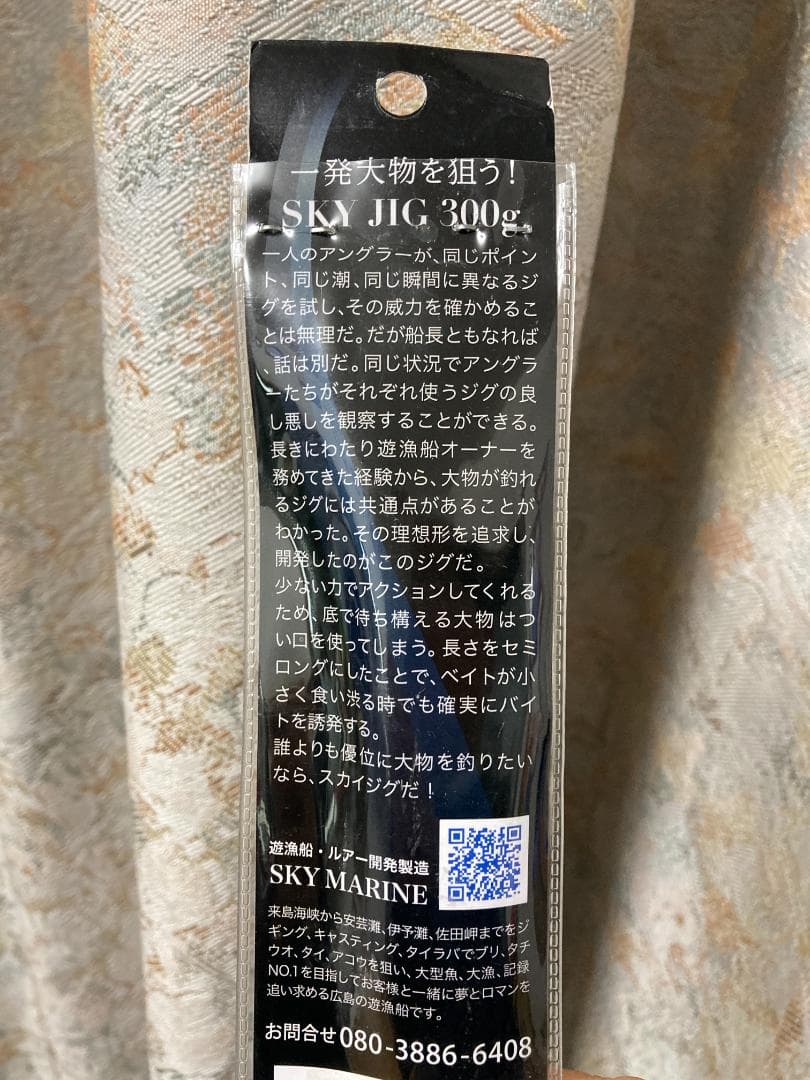 一発大物を狙う!
SKY JIG 300g
一人のアングラーが、同じポイン
ト、同じ潮、同じ瞬間に異なるジ
グを試し、その威力を確かめるこ
とは無理だ。だが船長ともなれば
、話は別だ。同じ状況でアングラ
ーたちがそれぞれ使うジグの良
し悪しを観察することができる。
長きにわたり遊漁船オーナーを
務めてきた経験から、大物が釣れ
るジグには共通点があることが
わかった。その理想形を追求し、
開発したのがこのジグだ。
少ない力でアクションしてくれる
ため、底で待ち構える大物はつ
い口を使ってしまう。長さをセミ
ロングにしたことで、ベイトが小
さく食い渋る時でも確実にバイ
トを誘発する。
誰よりも優位に大物を釣りたい
なら、スカイジグだ!
遊漁船・ルアー開発製造
SKY MARINE
来島海峡から安芸灘、伊予灘、佐田岬までをジ
ギング、キャスティング、タイラバでブリ、タチ
ウオ、タイ、アコウを狙い、大型魚、大漁、記録
NO.1を目指してお客様と一緒に夢とロマンを
追い求める広島の遊漁船です。
お問合せ080-3886-6408